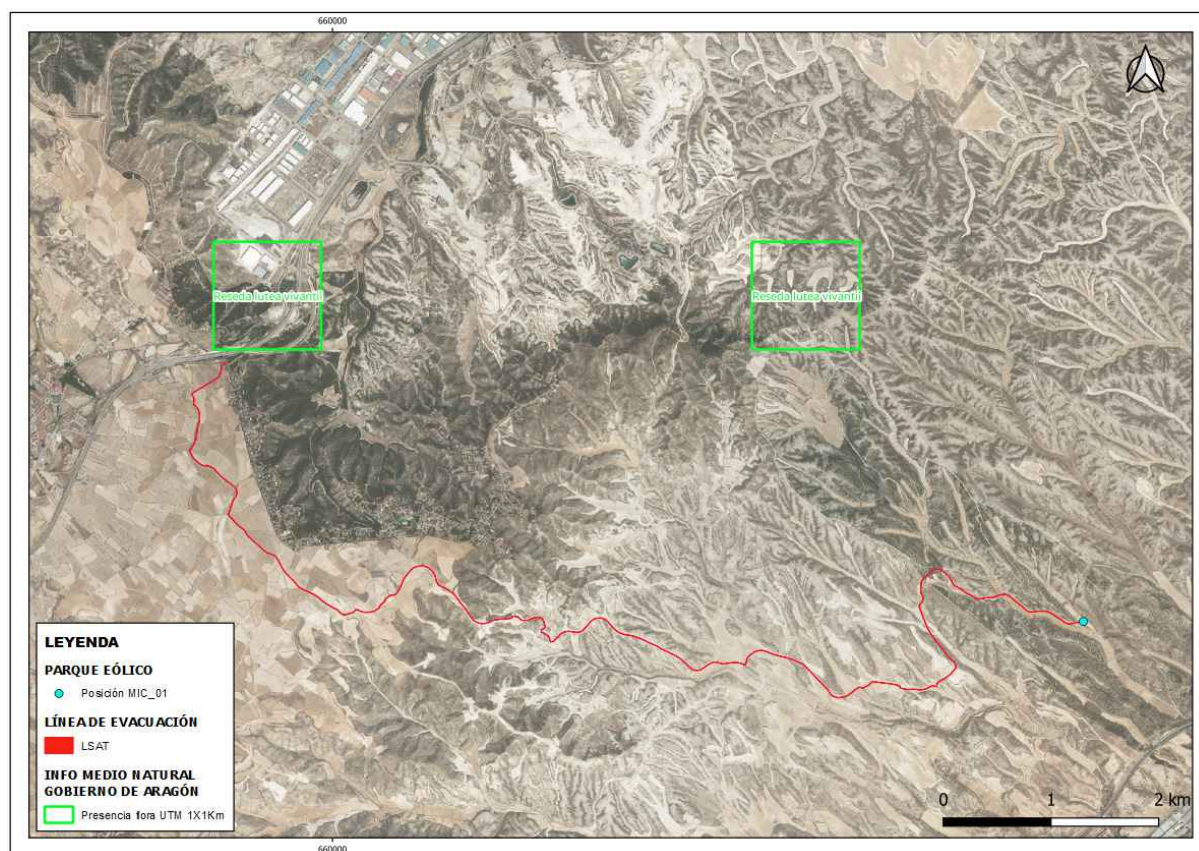 660000
Reseda lutea vivantii
Reseda lutea vivantii
LEYENDA
PARQUE EÓLICO
Posición MIC_01
LÍNEA DE EVACUACIÓN
LSAT
INFO MEDIO NATURAL
GOBIERNO DE ARAGÓN
Presencia fora UTM 1X1Km
0 1 2 km
660000